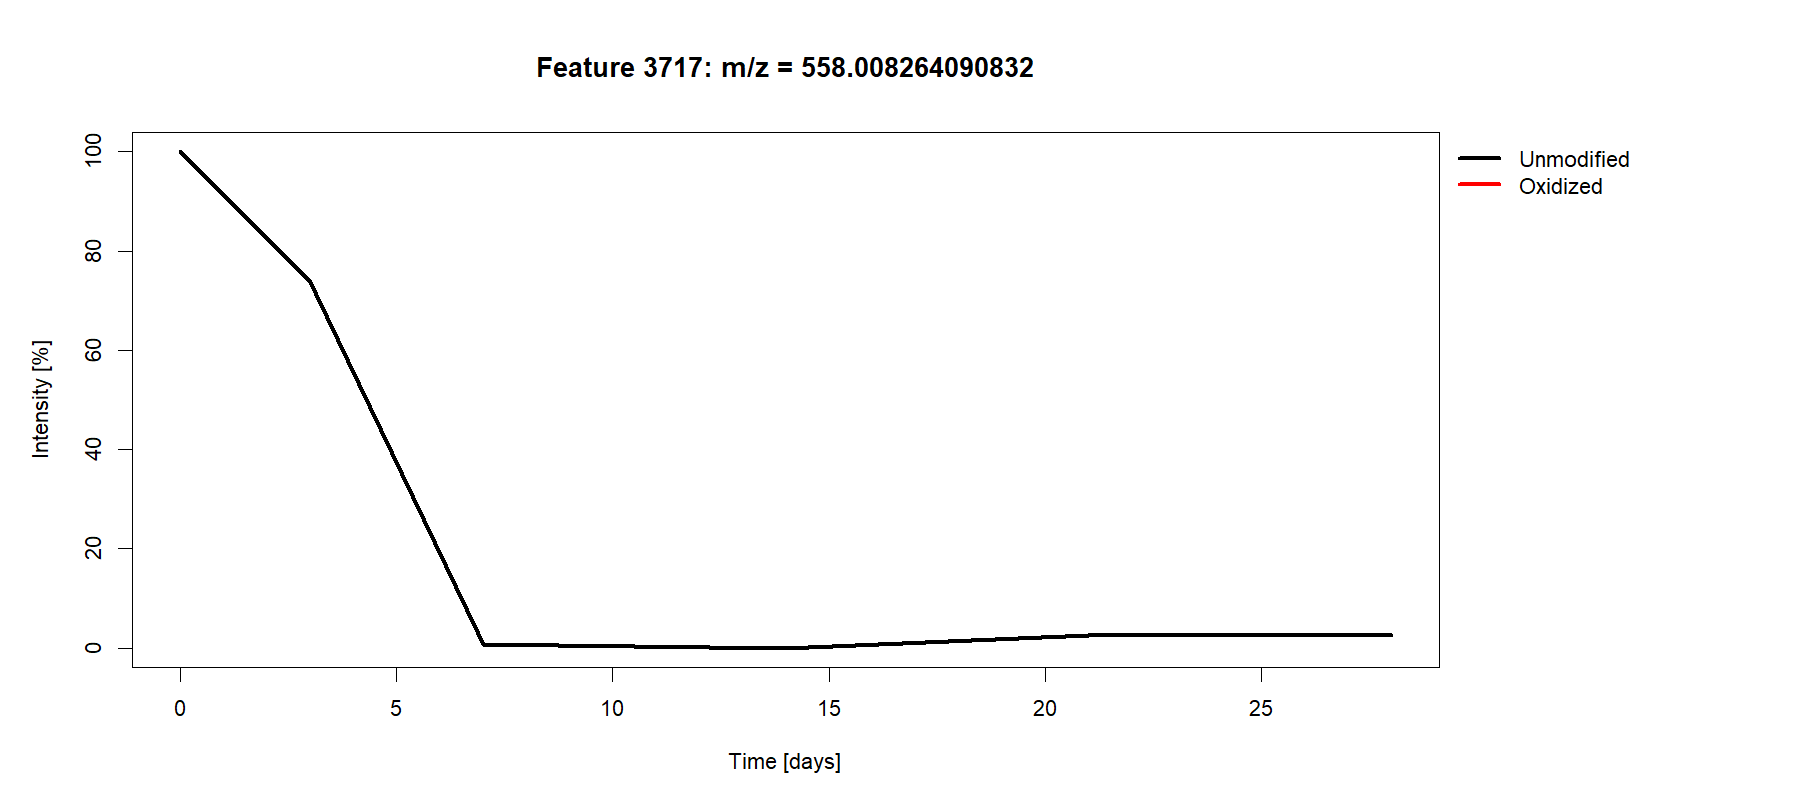 Feature 3717: m/z = 558.008264090832
Unmodified
Oxidized
Intensity [%]
100
80
60
40
20
0
0 5 10 15 20 25
Time [days]